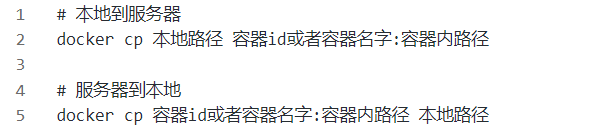 1 # 本地到服务器
2 docker cp 本地路径 容器id或者容器名字:容器内路径
3
4 # 服务器到本地
5 docker cp 容器id或者容器名字:容器内路径 本地路径